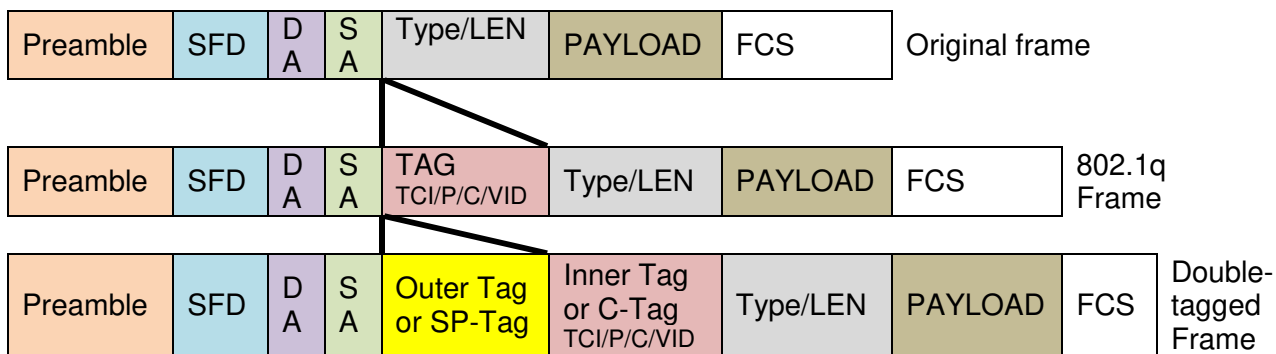 Preamble SFD D A S A Type/LEN PAYLOAD FCS Original frame
Preamble SFD D A S A TAG TCI/P/C/VID Type/LEN PAYLOAD FCS 802.1q Frame
Preamble SFD D A S A Outer Tag or SP-Tag Inner Tag or C-Tag TCI/P/C/VID Type/LEN PAYLOAD FCS Double-tagged Frame